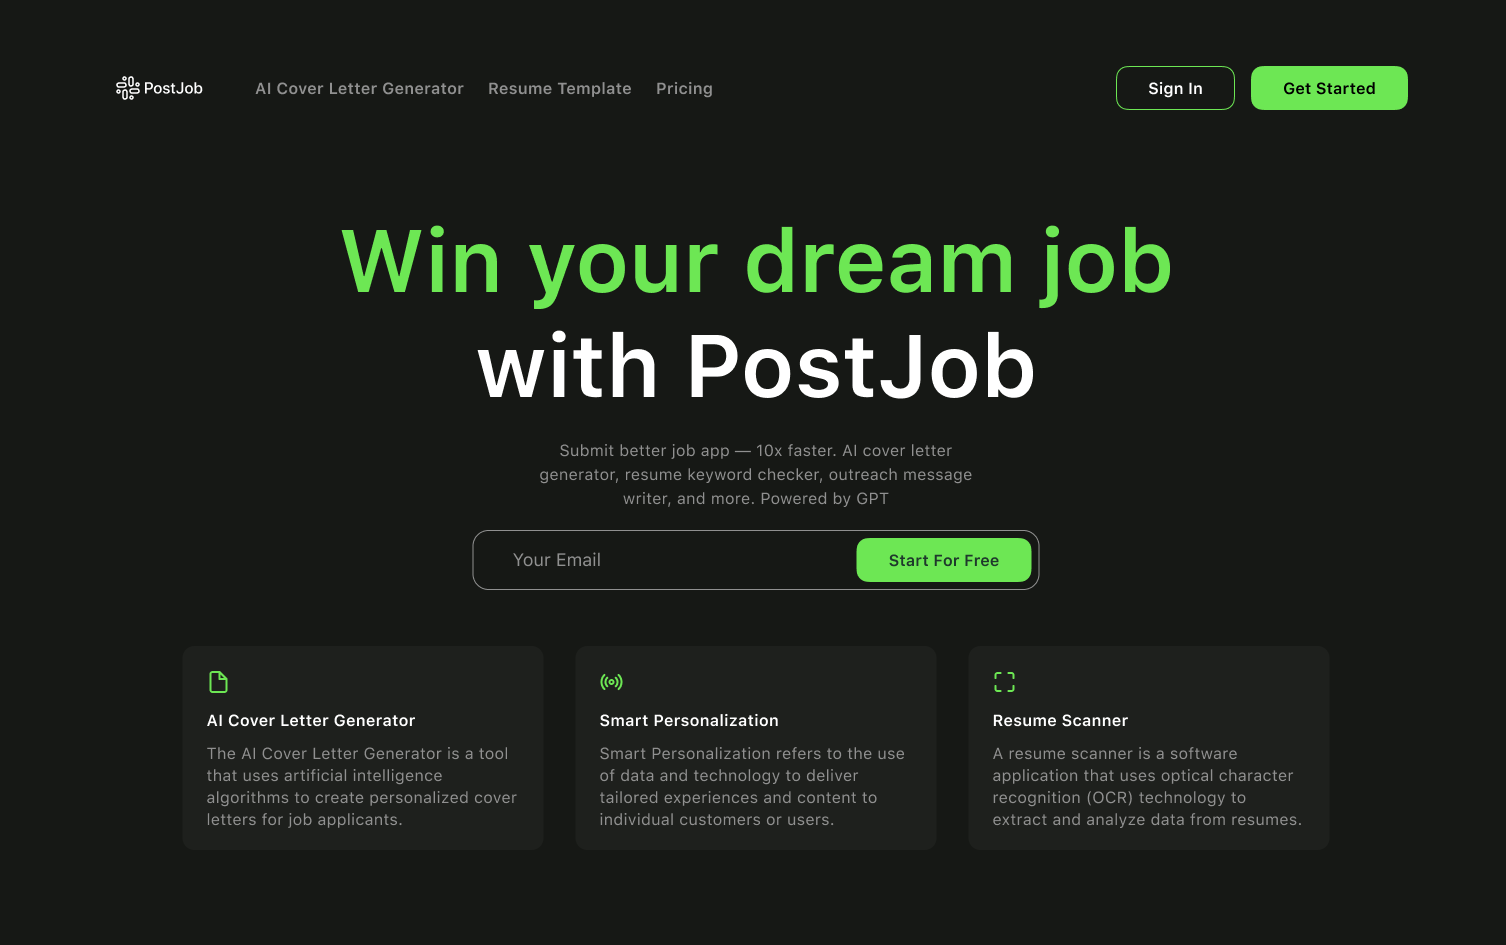 PostJob
AI Cover Letter Generator
Resume Template
Pricing
Sign In
Get Started
Win your dream job
with PostJob
Submit better job app — 10x faster. AI cover letter
generator, resume keyword checker, outreach message
writer, and more. Powered by GPT
Your Email
Start For Free
AI Cover Letter Generator
The AI Cover Letter Generator is a tool
that uses artificial intelligence
algorithms to create personalized cover
letters for job applicants.
Smart Personalization
Smart Personalization refers to the use
of data and technology to deliver
tailored experiences and content to
individual customers or users.
Resume Scanner
A resume scanner is a software
application that uses optical character
recognition (OCR) technology to
extract and analyze data from resumes.